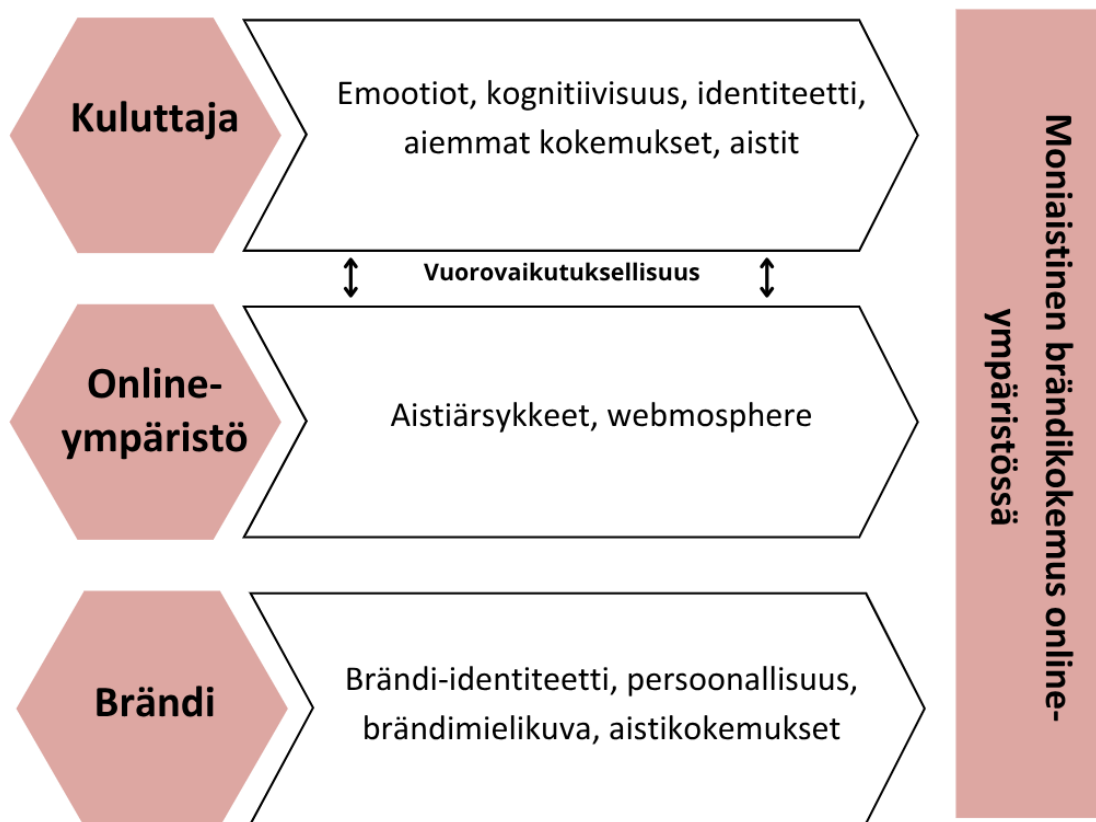 Kuluttaja
Emootiot, kognitiivisuus, identiteetti,
aiemmat kokemukset, aistit
Vuorovaikutuksellisuus
Online-
ympäristö
Aistiärsykkeet, webmosphere
Brändi
Brändi-identiteetti, persoonallisuus,
brändimielikuva, aistikokemukset
Moniaistinen brändikokemus online-
ympäristössä